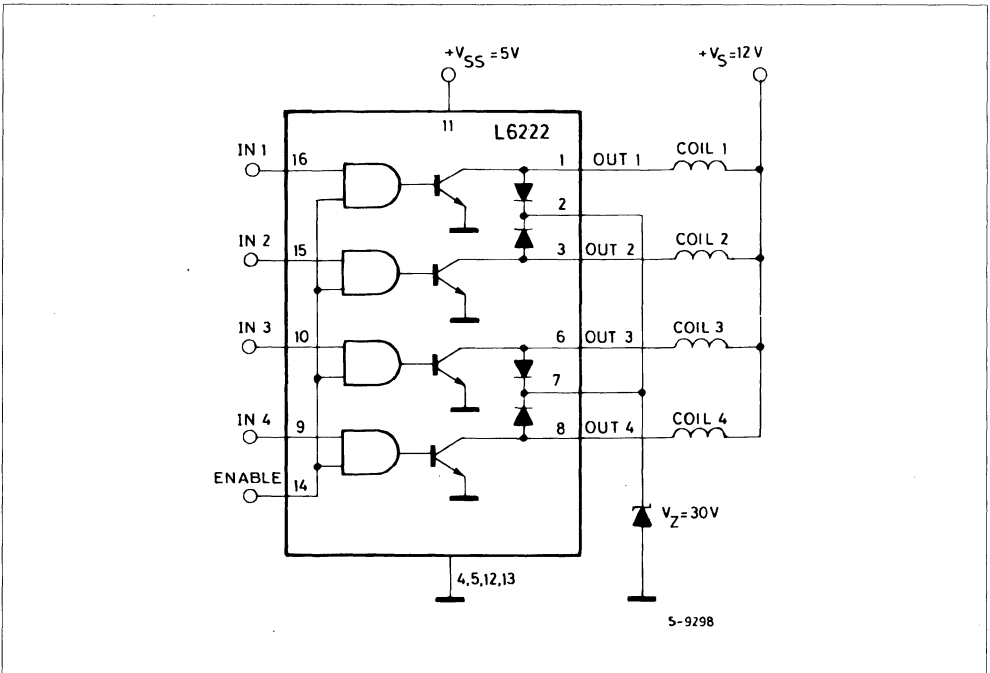 +VSS =5V
+VS=12V
11
L6222
IN 1
16
1
OUT 1
COIL 1
2
IN 2
15
3
OUT 2
COIL 2
IN 3
10
6
OUT 3
COIL 3
7
IN 4
9
8
OUT 4
COIL 4
ENABLE
14
VZ=30V
4,5,12,13
S-9298